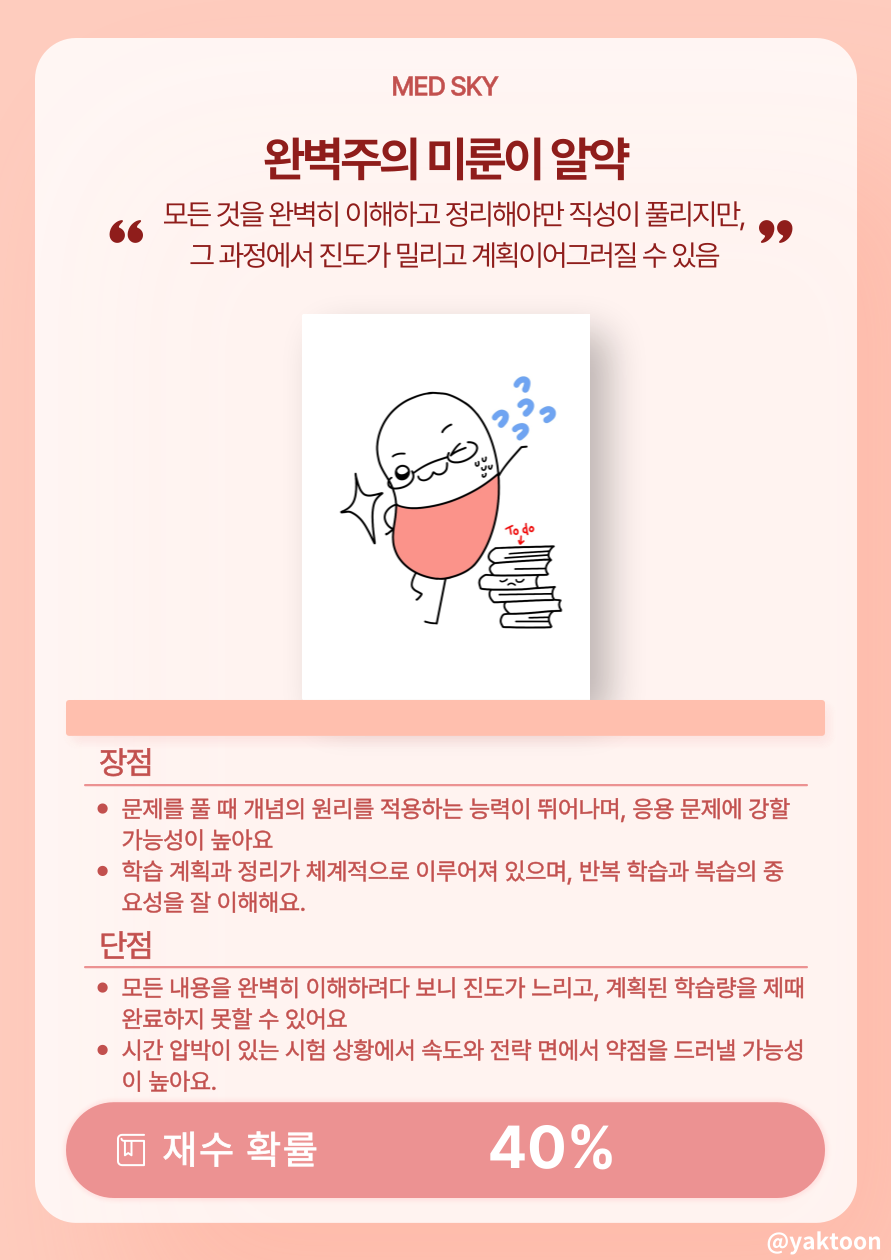 MED SKY
완벽주의 미룬이 알약
“ 모든 것을 완벽히 이해하고 정리해야만 직성이 풀리지만, ”
그 과정에서 진도가 밀리고 계획이어그러질 수 있음
To do
장점
• 문제를 풀 때 개념의 원리를 적용하는 능력이 뛰어나며, 응용 문제에 강할
가능성이 높아요
• 학습 계획과 정리가 체계적으로 이루어져 있으며, 반복 학습과 복습의 중
요성을 잘 이해해요.
단점
• 모든 내용을 완벽히 이해하려다 보니 진도가 느리고, 계획된 학습량을 제때
완료하지 못할 수 있어요
• 시간 압박이 있는 시험 상황에서 속도와 전략 면에서 약점을 드러낼 가능성
이 높아요.
재수 확률 40%
@yaktoon